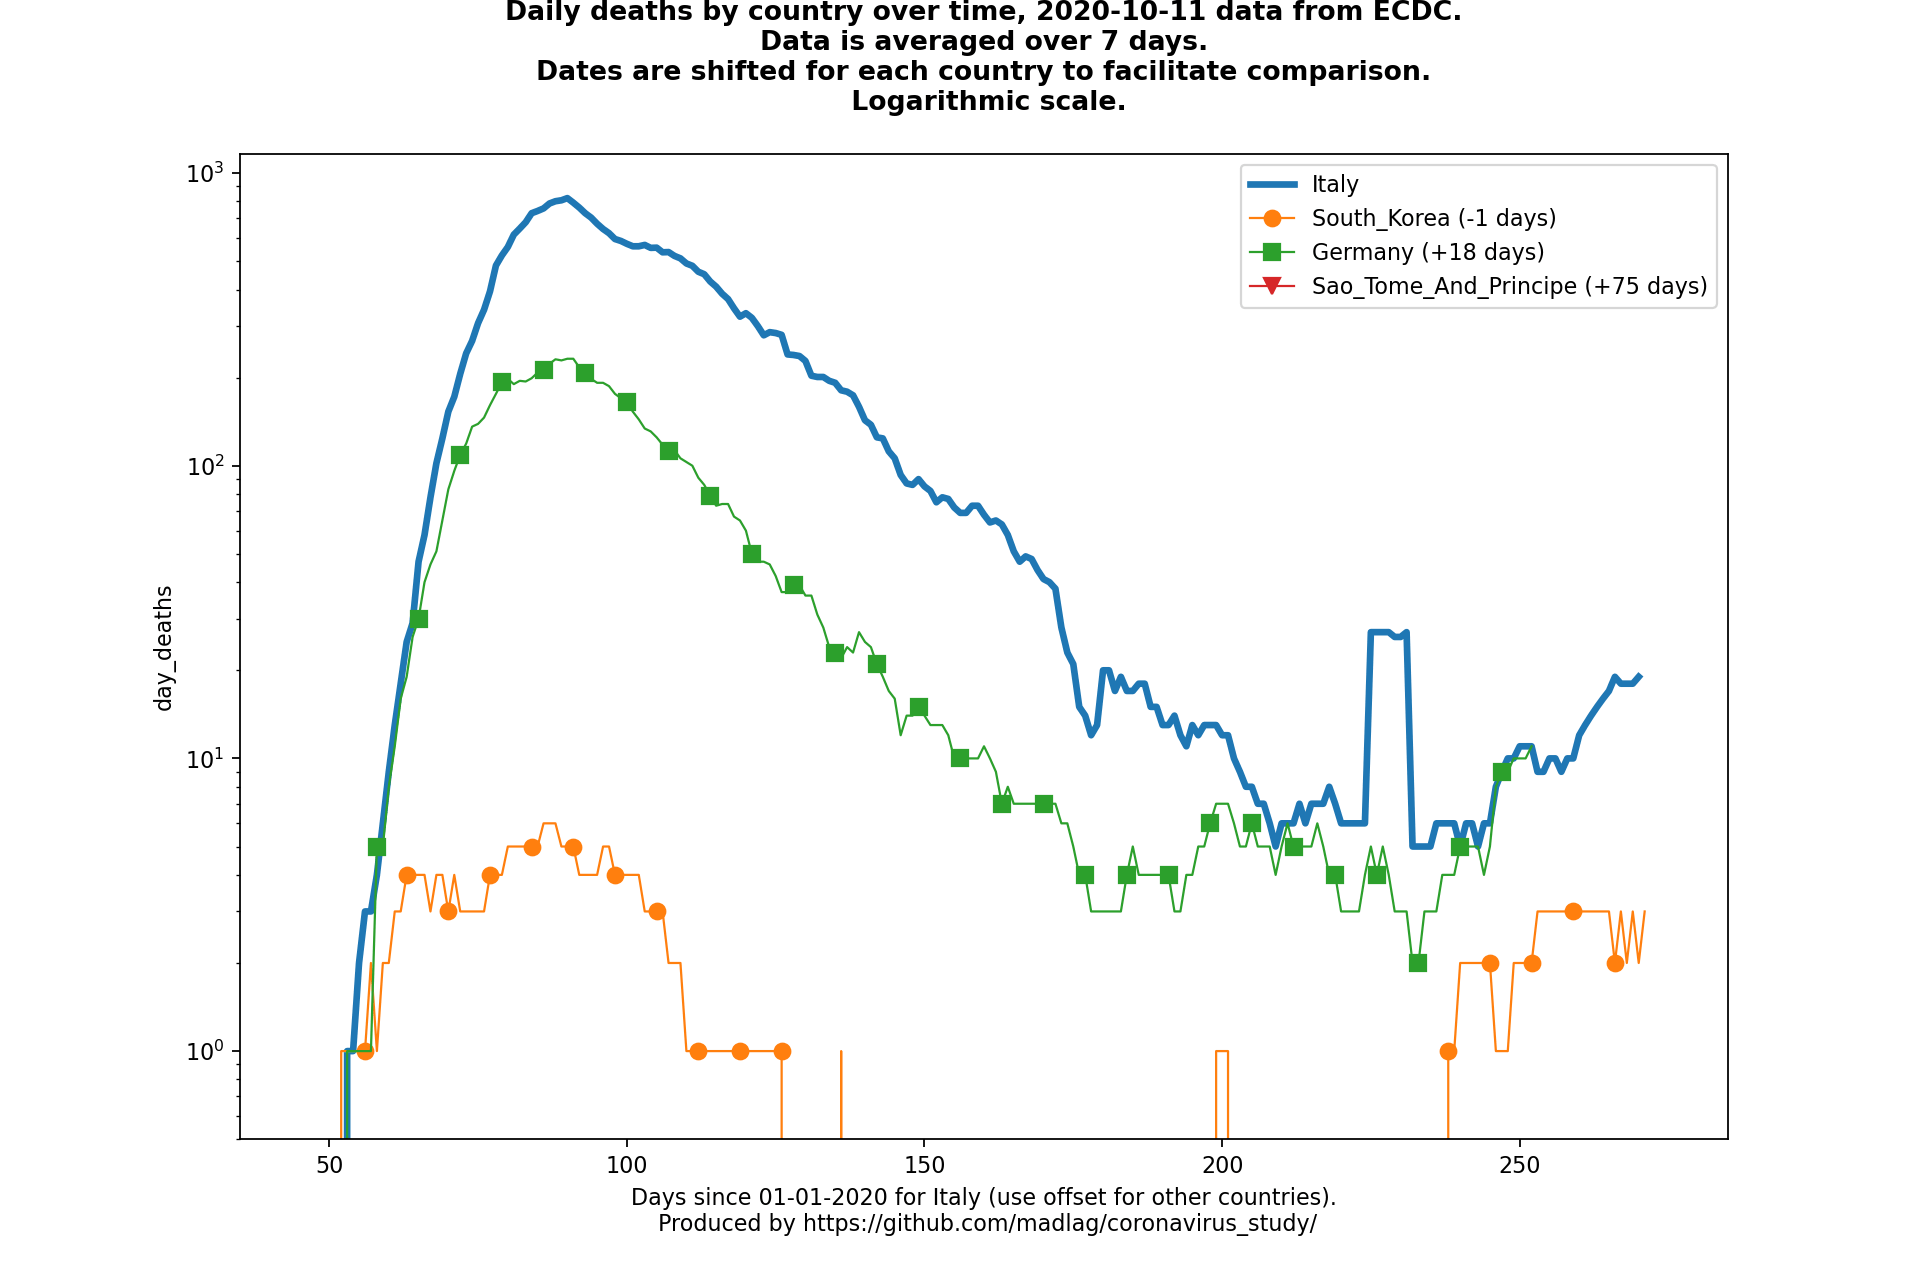 Daily deaths by country over time, 2020-10-11 data from ECDC.
Data is averaged over 7 days.
Dates are shifted for each country to facilitate comparison.
Logarithmic scale.
10³
10²
10¹
10⁰
day_deaths
Italy
South_Korea (-1 days)
Germany (+18 days)
Sao_Tome_And_Principe (+75 days)
50 100 150 200 250
Days since 01-01-2020 for Italy (use offset for other countries).
Produced by https://github.com/madlag/coronavirus_study/